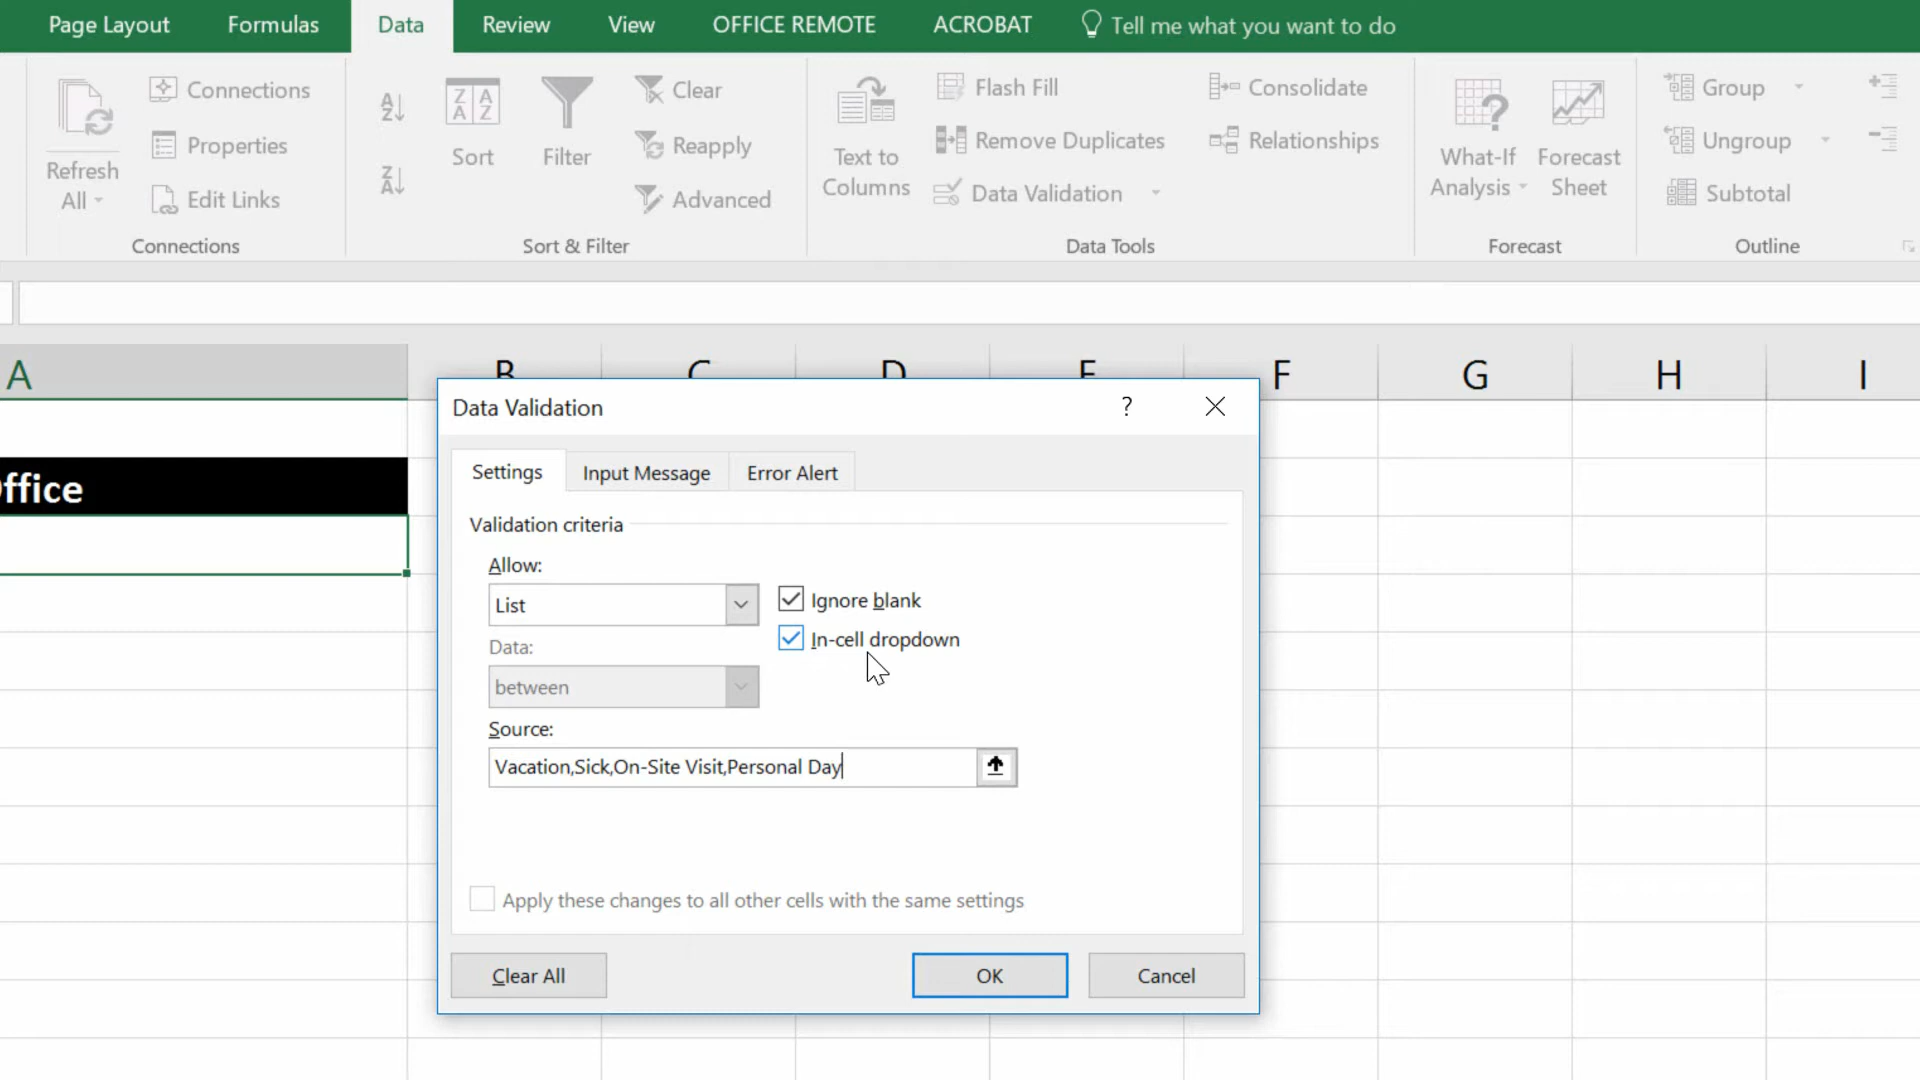 Page Layout Formulas Data Review View OFFICE REMOTE ACROBAT Tell me what you want to do
Refresh All
Connections
Properties
Edit Links
Connections
Sort
Filter
Clear
Reapply
Advanced
Sort & Filter
Text to Columns
Flash Fill
Remove Duplicates
Data Validation
Consolidate
Relationships
Data Tools
What-If Analysis
Forecast Sheet
Forecast
Group
Ungroup
Subtotal
Outline
A B C D E F G H I
ffice
Data Validation ?
Settings Input Message Error Alert
Validation criteria
Allow:
List
Ignore blank
In-cell dropdown
Data:
between
Source:
Vacation,Sick,On-Site Visit,Personal Day
Apply these changes to all other cells with the same settings
Clear All OK Cancel